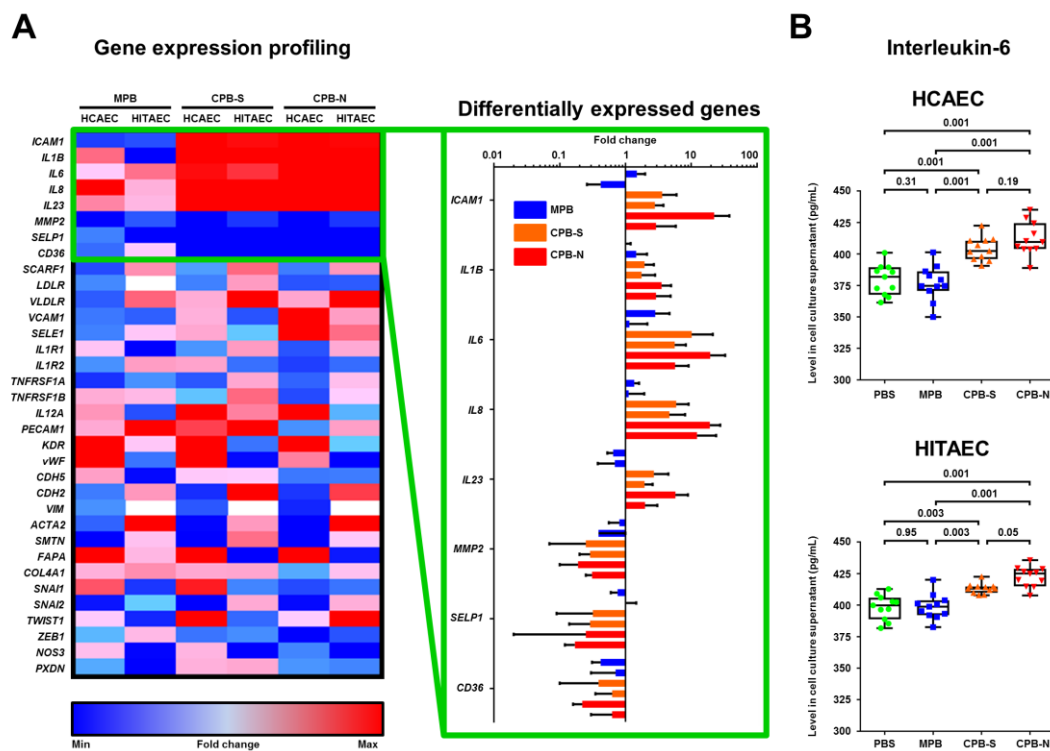 A
Gene expression profiling
MPB CPB-S CPB-N
HCAEC HITAEC HCAEC HITAEC HCAEC HITAEC
ICAM1
IL1B
IL6
IL8
IL23
MMP2
SELP1
CD36
SCARF1
LDLR
VLDLR
VCAM1
SELE1
IL1R1
IL1R2
TNFRSF1A
TNFRSF1B
IL12A
PECAM1
KDR
vWF
CDH5
CDH2
VIM
ACTA2
SMTN
FAPA
COL4A1
SNAI1
SNAI2
TWIST1
ZEB1
NOS3
PXDN
Min Fold change Max
Differentially expressed genes
Fold change
0.01 0.1 1 10 100
MPB
CPB-S
CPB-N
ICAM1
IL1B
IL6
IL8
IL23
MMP2
SELP1
CD36
B
Interleukin-6
HCAEC
0.001
0.001
0.001
0.31 0.001 0.19
Level in cell culture supernatant (pg/mL)
450
425
400
375
350
325
300
PBS MPB CPB-S CPB-N
HITAEC
0.001
0.001
0.003
0.95 0.003 0.05
Level in cell culture supernatant (pg/mL)
450
425
400
375
350
325
300
PBS MPB CPB-S CPB-N